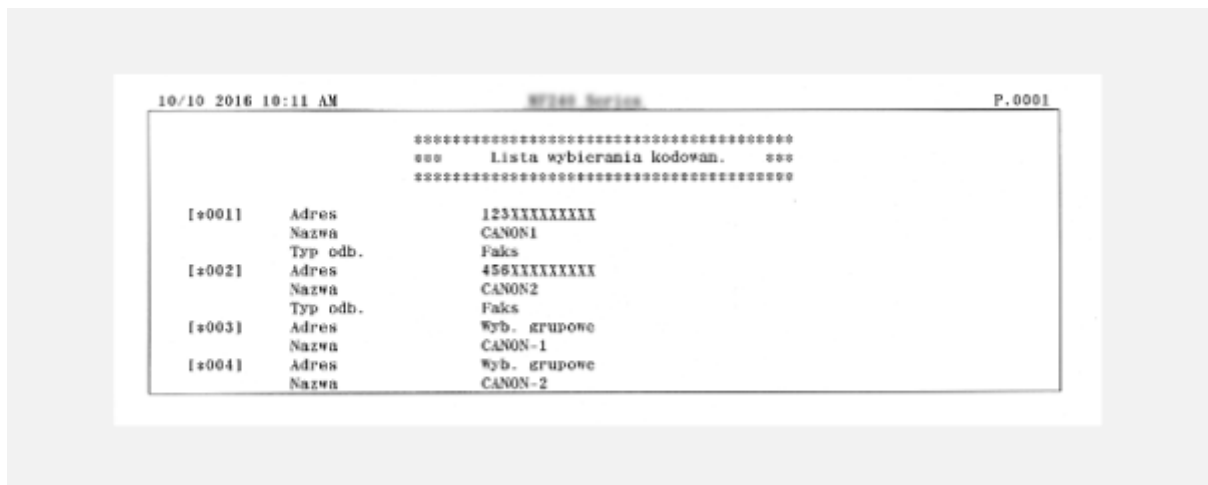 10/10 2016 10:11 AM P.0001
***************************************
*** Lista wybierania kodowan. ***
***************************************
[*001] Adres 123XXXXXXXXX
Nazwa CANON1
Typ odb. Faks
[*002] Adres 456XXXXXXXXX
Nazwa CANON2
Typ odb. Faks
[*003] Adres Wyb. grupowe
Nazwa CANON-1
[*004] Adres Wyb. grupowe
Nazwa CANON-2